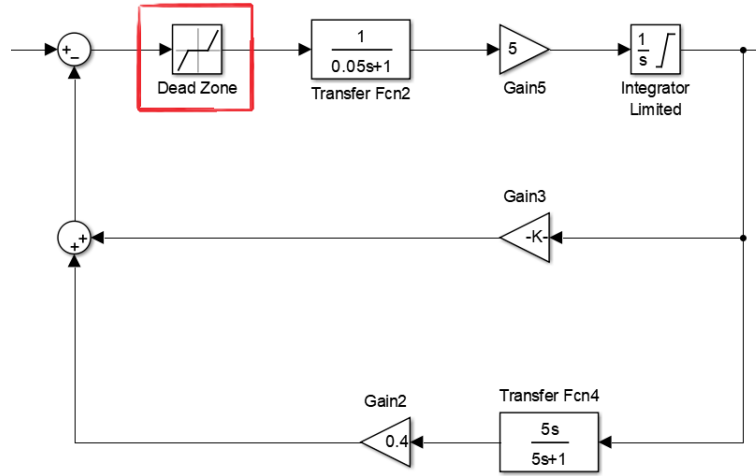 +
−
Dead Zone
1
0.05s+1
Transfer Fcn2
5
Gain5
1
s
Integrator
Limited
Gain3
-K-
+
+
Transfer Fcn4
Gain2
0.4
5s
5s+1